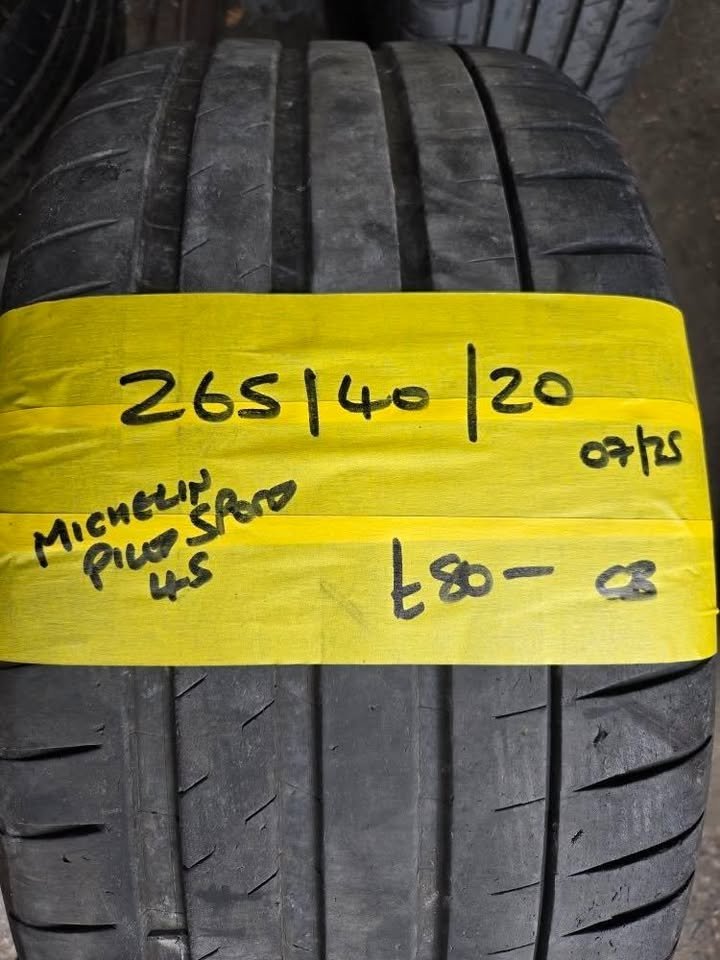 265/40/20
07/25
MICHELIN
PILOT SPORT
4S
£80-08